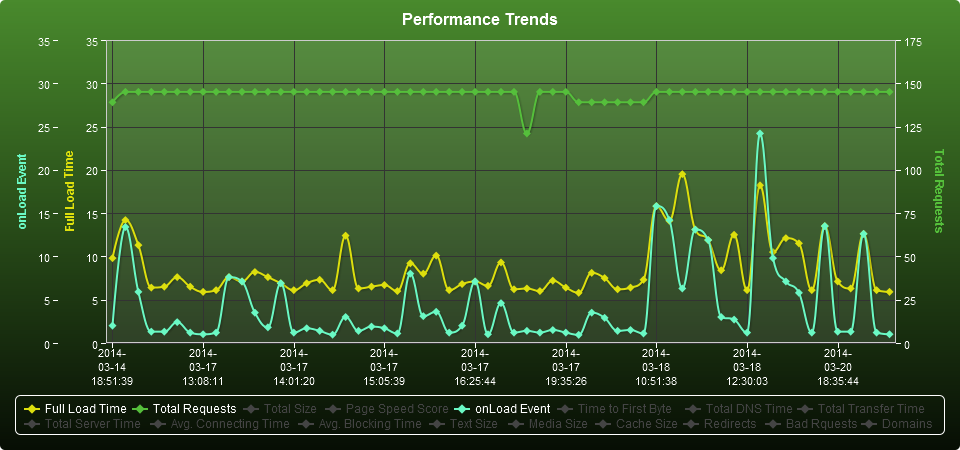 Performance Trends
35 35 175
30 30 150
25 25 125
20 20 100
15 15 75
10 10 50
5 5 25
0 0 0
onLoad Event
Full Load Time
Total Requests
2014-03-14 18:51:39
2014-03-17 13:08:11
2014-03-17 14:01:20
2014-03-17 15:05:39
2014-03-17 16:25:44
2014-03-17 19:35:26
2014-03-18 10:51:38
2014-03-18 12:30:03
2014-03-20 18:35:44
Full Load Time Total Requests Total Size Page Speed Score onLoad Event Time to First Byte Total DNS Time Total Transfer Time
Total Server Time Avg. Connecting Time Avg. Blocking Time Text Size Media Size Cache Size Redirects Bad Rquests Domains